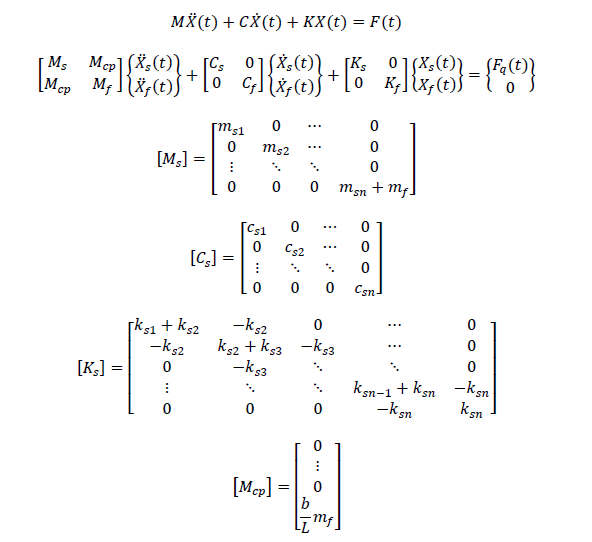 MẌ(t) + CẊ(t) + KX(t) = F(t)
[M_s M_cp; M_cp M_f]{Ẍ_s(t); Ẍ_f(t)} + [C_s 0; 0 C_f]{Ẋ_s(t); Ẋ_f(t)} + [K_s 0; 0 K_f]{X_s(t); X_f(t)} = {F_q(t); 0}
[M_s] = [m_s1 0 ⋯ 0; 0 m_s2 ⋯ 0; ⋮ ⋱ ⋱ 0; 0 0 0 m_sn + m_f]
[C_s] = [c_s1 0 ⋯ 0; 0 c_s2 ⋯ 0; ⋮ ⋱ ⋱ 0; 0 0 0 c_sn]
[K_s] = [k_s1 + k_s2 −k_s2 0 ⋯ 0; −k_s2 k_s2 + k_s3 −k_s3 ⋯ 0; 0 −k_s3 ⋱ ⋱ 0; ⋮ ⋱ ⋱ k_sn−1 + k_sn −k_sn; 0 0 0 −k_sn k_sn]
[M_cp] = [0; ⋮; 0; b/L m_f]